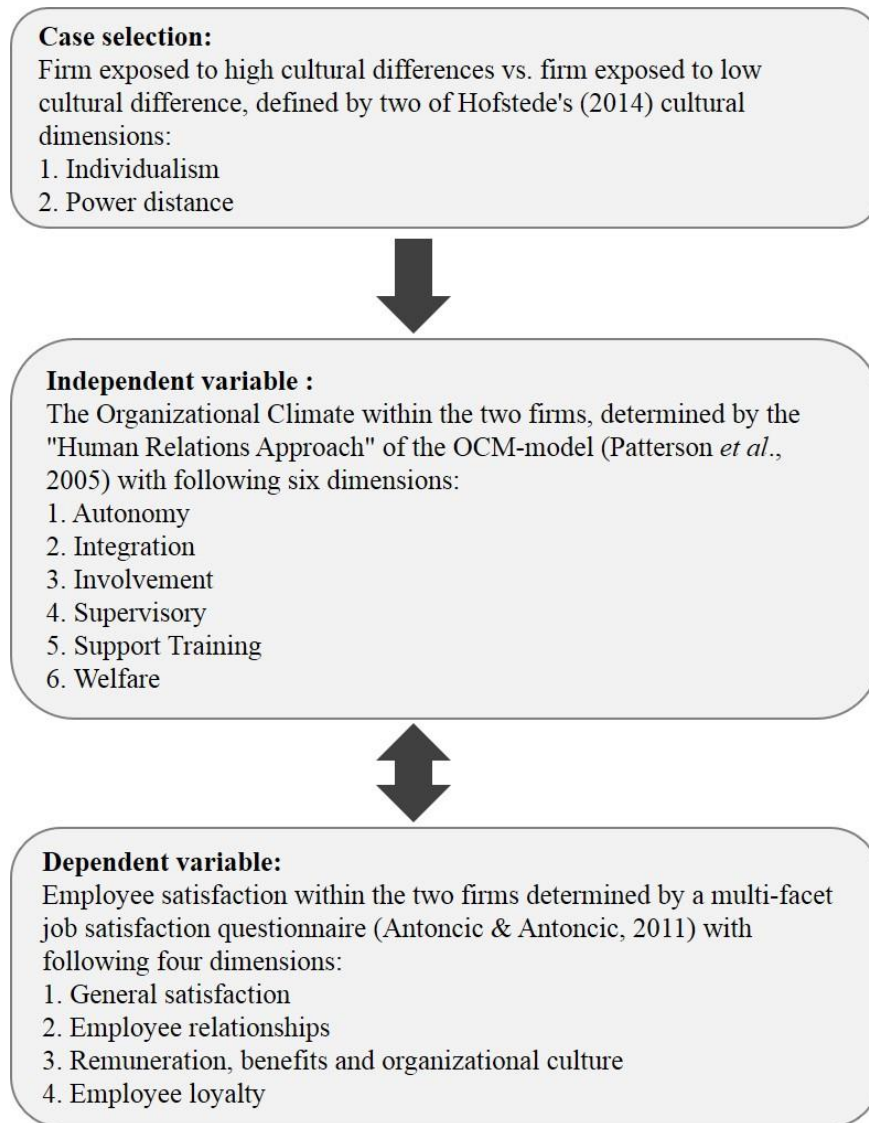 Case selection:
Firm exposed to high cultural differences vs. firm exposed to low
cultural difference, defined by two of Hofstede's (2014) cultural
dimensions:
1. Individualism
2. Power distance
Independent variable :
The Organizational Climate within the two firms, determined by the
"Human Relations Approach" of the OCM-model (Patterson et al.,
2005) with following six dimensions:
1. Autonomy
2. Integration
3. Involvement
4. Supervisory
5. Support Training
6. Welfare
Dependent variable:
Employee satisfaction within the two firms determined by a multi-facet
job satisfaction questionnaire (Antoncic & Antoncic, 2011) with
following four dimensions:
1. General satisfaction
2. Employee relationships
3. Remuneration, benefits and organizational culture
4. Employee loyalty